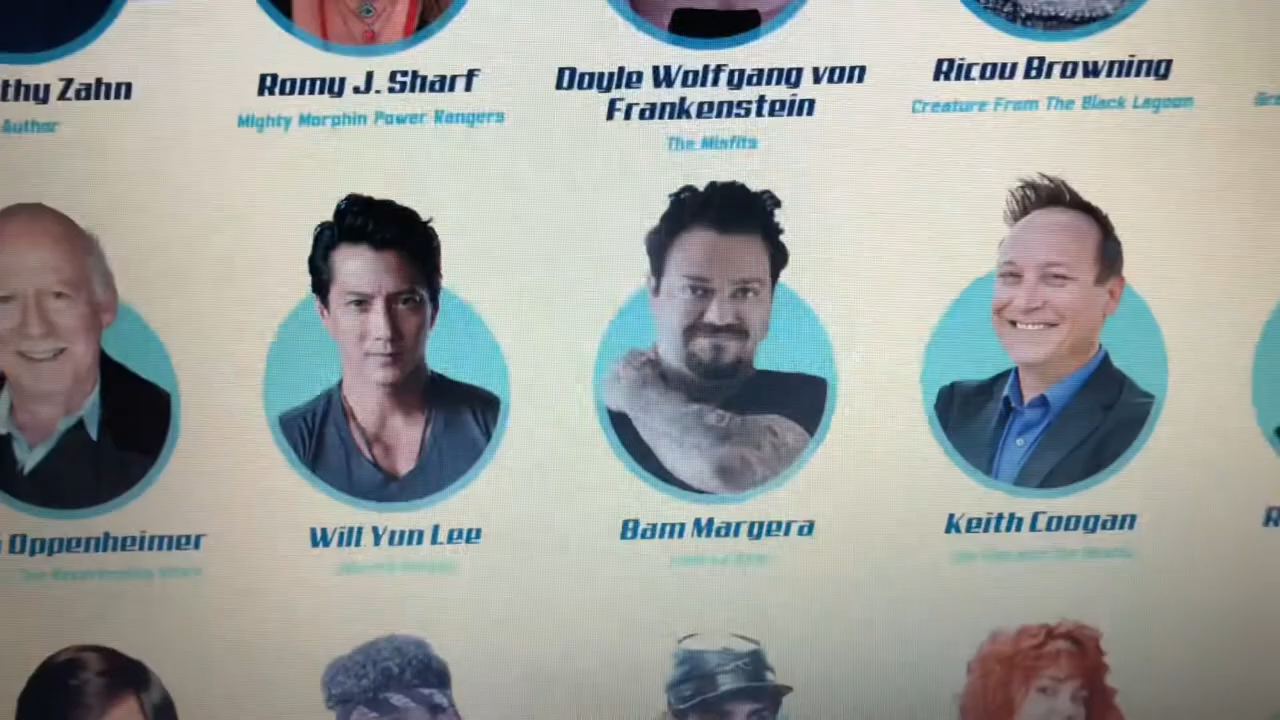 thy Zahn
Romy J. Sharf
Doyle Wolfgang von
Frankenstein
Ricou Browning
Author
Mighty Morphin Power Rangers
The Misfits
Creature From The Black Lagoon
Oppenheimer
Will Yun Lee
Bam Margera
Keith Coogan